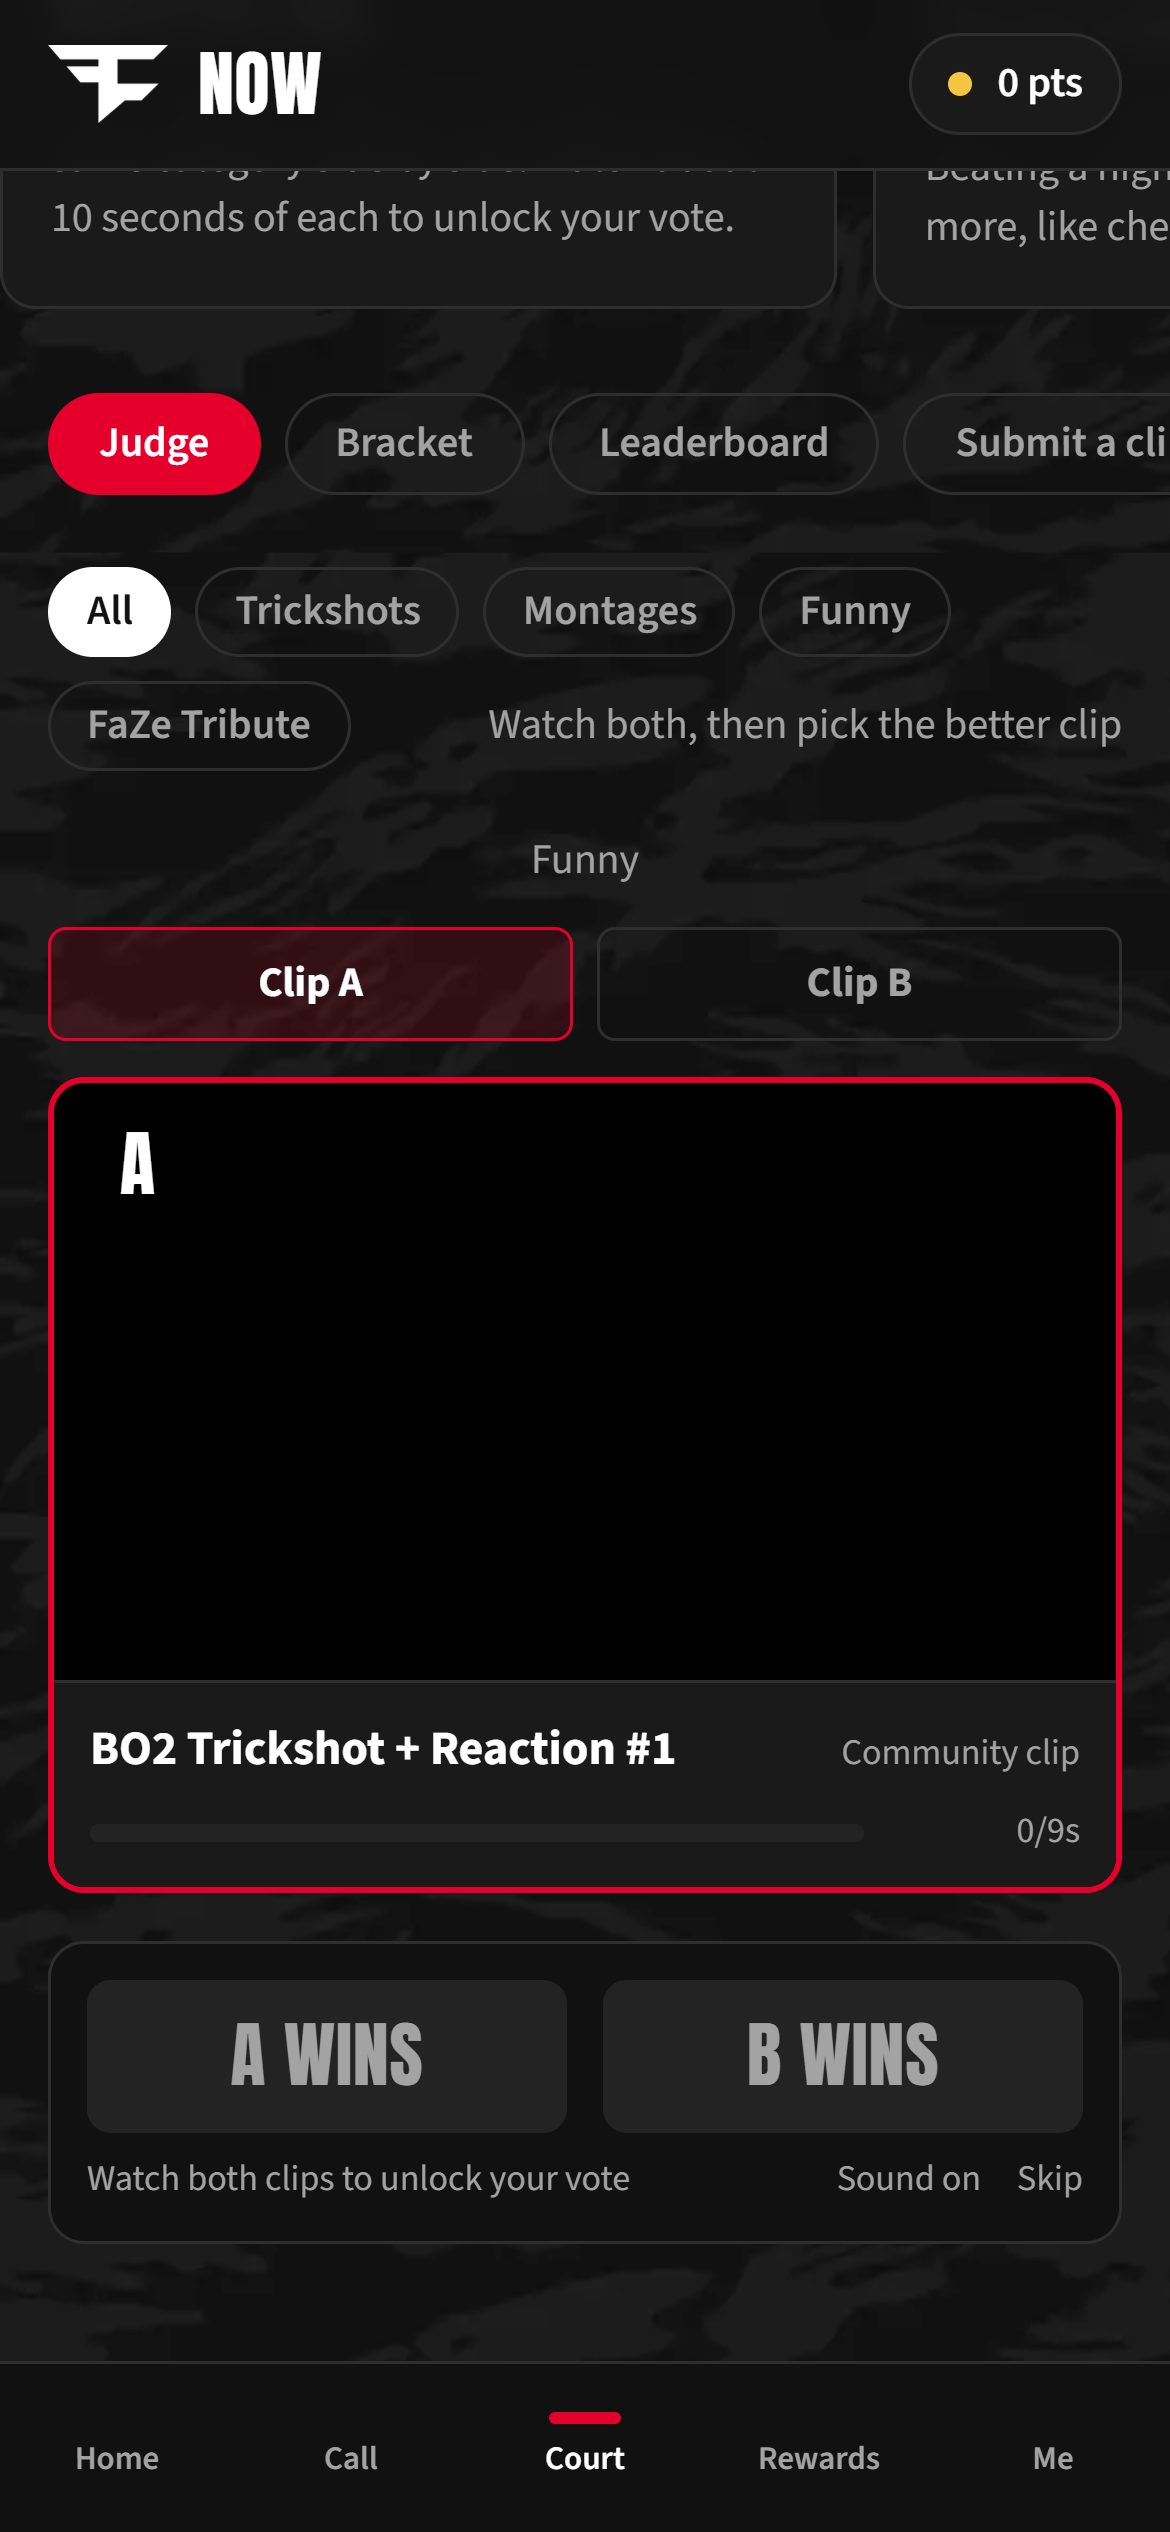 NOW
0 pts
10 seconds of each to unlock your vote.
Beating a high
more, like che
Judge
Bracket
Leaderboard
Submit a cli
All
Trickshots
Montages
Funny
FaZe Tribute
Watch both, then pick the better clip
Funny
Clip A
Clip B
A
BO2 Trickshot + Reaction #1
Community clip
0/9s
A WINS
B WINS
Watch both clips to unlock your vote
Sound on
Skip
Home
Call
Court
Rewards
Me